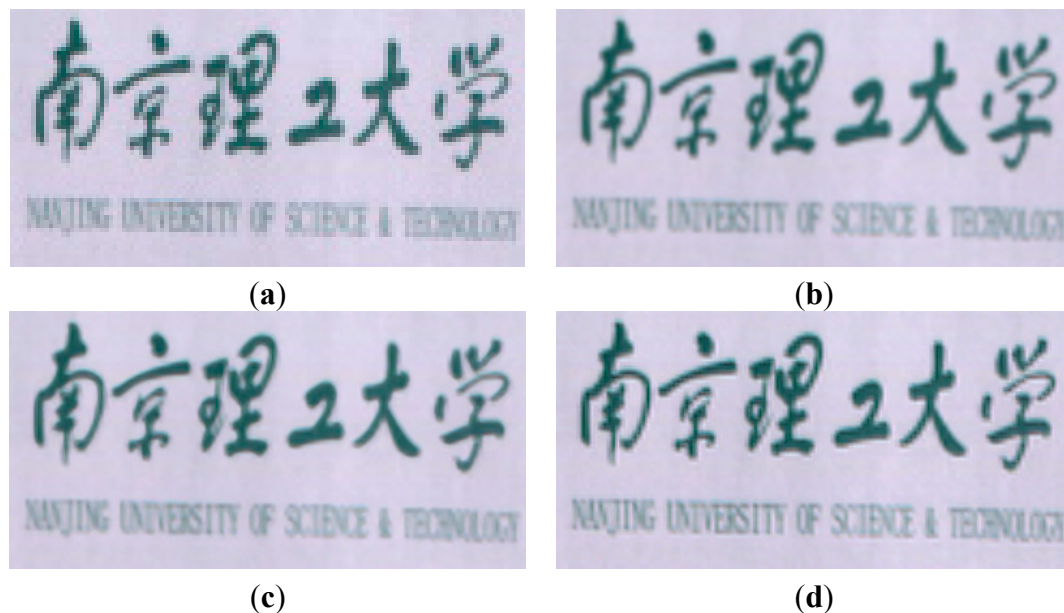 南京理工大学 南京理工大学
NANJING UNIVERSITY OF SCIENCE & TECHNOLOGY NANJING UNIVERSITY OF SCIENCE & TECHNOLOGY
(a) (b)
南京理工大学 南京理工大学
NANJING UNIVERSITY OF SCIENCE & TECHNOLOGY NANJING UNIVERSITY OF SCIENCE & TECHNOLOGY
(c) (d)